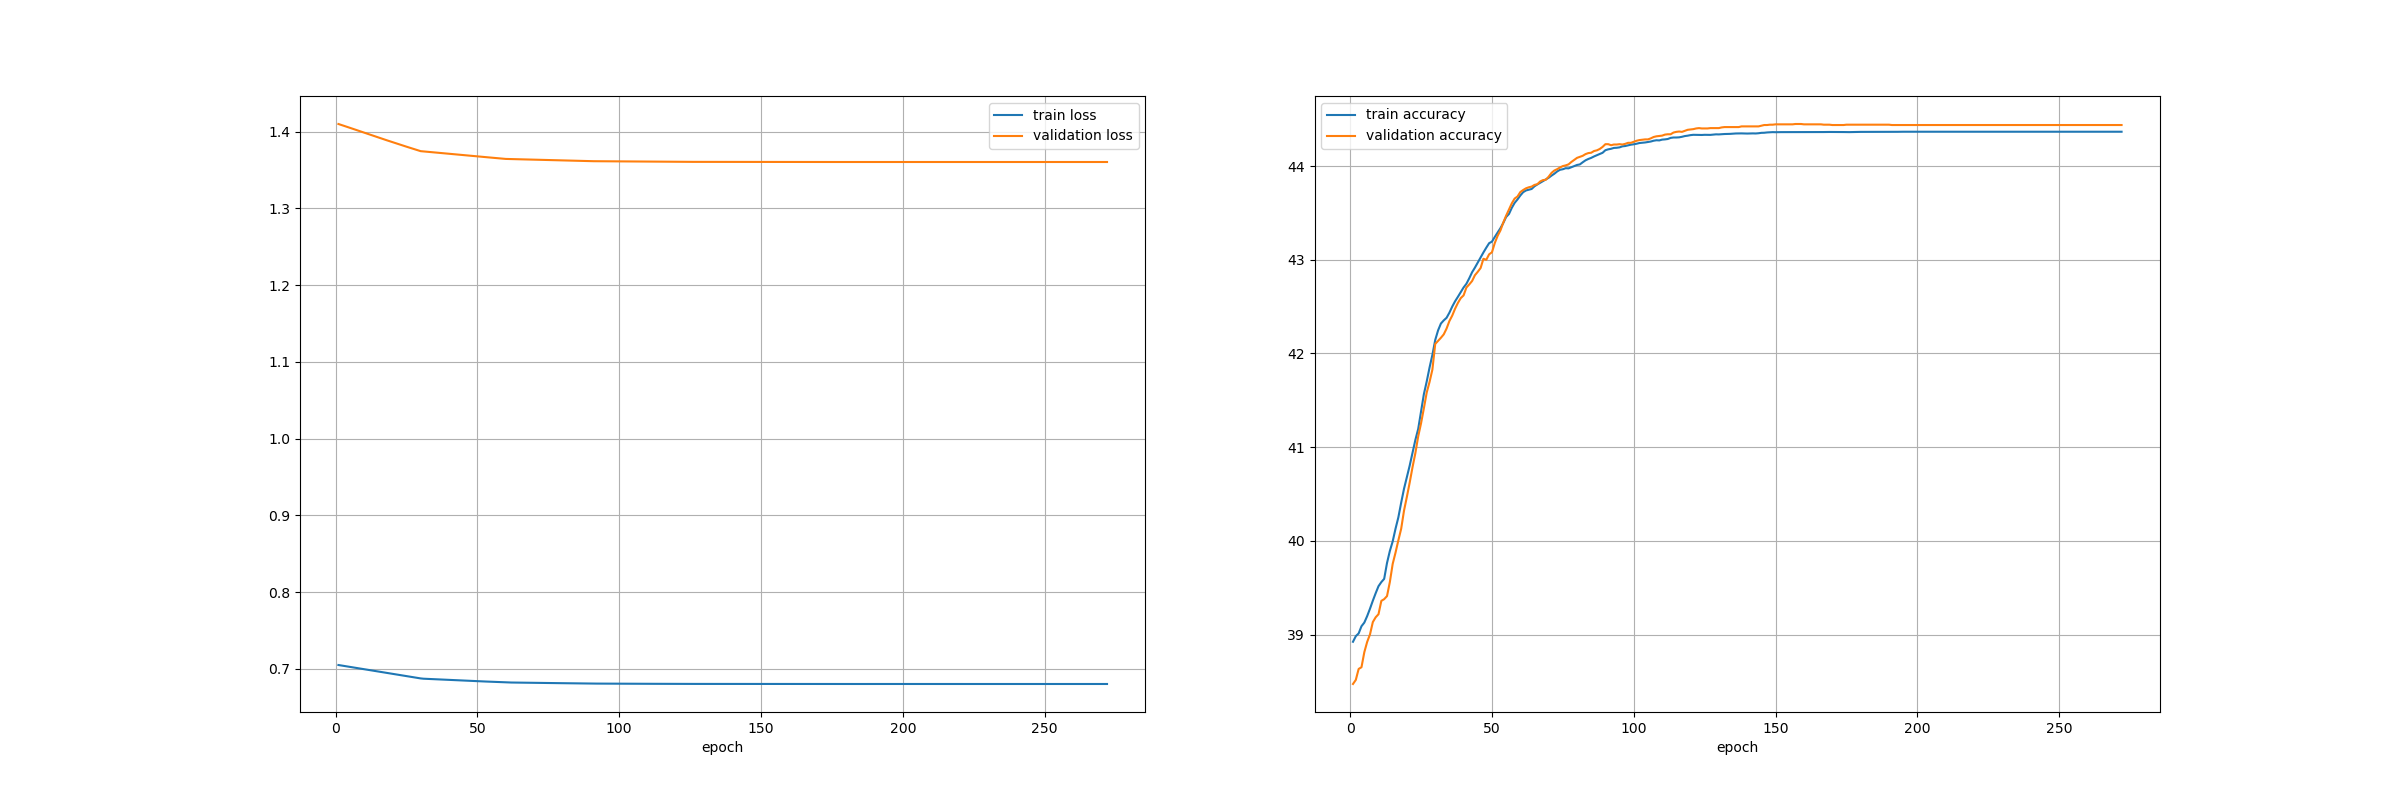 train loss
validation loss
1.4
1.3
1.2
1.1
1.0
0.9
0.8
0.7
0 50 100 150 200 250
epoch
train accuracy
validation accuracy
44
43
42
41
40
39
0 50 100 150 200 250
epoch